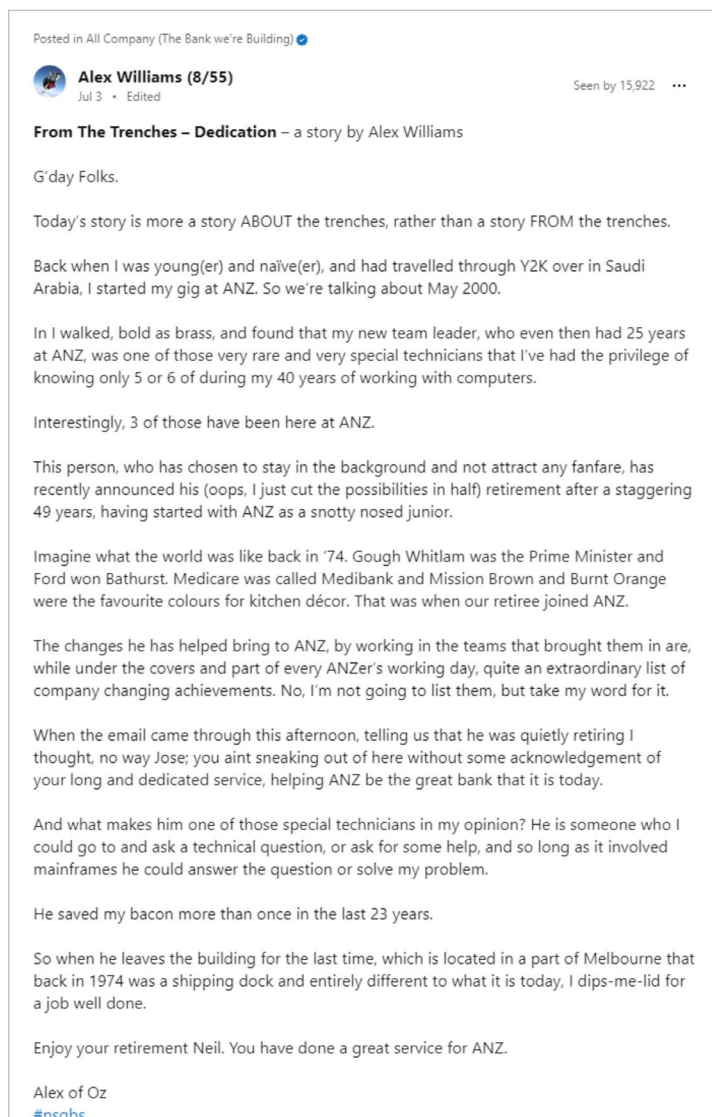 Posted in All Company (The Bank we're Building)
Alex Williams (8/55)
Jul 3 • Edited
Seen by 15,922 ...
From The Trenches – Dedication – a story by Alex Williams
G'day Folks.
Today's story is more a story ABOUT the trenches, rather than a story FROM the trenches.
Back when I was young(er) and naïve(er), and had travelled through Y2K over in Saudi
Arabia, I started my gig at ANZ. So we're talking about May 2000.
In I walked, bold as brass, and found that my new team leader, who even then had 25 years
at ANZ, was one of those very rare and very special technicians that I've had the privilege of
knowing only 5 or 6 of during my 40 years of working with computers.
Interestingly, 3 of those have been here at ANZ.
This person, who has chosen to stay in the background and not attract any fanfare, has
recently announced his (oops, I just cut the possibilities in half) retirement after a staggering
49 years, having started with ANZ as a snotty nosed junior.
Imagine what the world was like back in '74. Gough Whitlam was the Prime Minister and
Ford won Bathurst. Medicare was called Medibank and Mission Brown and Burnt Orange
were the favourite colours for kitchen décor. That was when our retiree joined ANZ.
The changes he has helped bring to ANZ, by working in the teams that brought them in are,
while under the covers and part of every ANZer's working day, quite an extraordinary list of
company changing achievements. No, I'm not going to list them, but take my word for it.
When the email came through this afternoon, telling us that he was quietly retiring I
thought, no way Jose; you aint sneaking out of here without some acknowledgement of
your long and dedicated service, helping ANZ be the great bank that it is today.
And what makes him one of those special technicians in my opinion? He is someone who I
could go to and ask a technical question, or ask for some help, and so long as it involved
mainframes he could answer the question or solve my problem.
He saved my bacon more than once in the last 23 years.
So when he leaves the building for the last time, which is located in a part of Melbourne that
back in 1974 was a shipping dock and entirely different to what it is today, I dips-me-lid for
a job well done.
Enjoy your retirement Neil. You have done a great service for ANZ.
Alex of Oz
#nsgbs